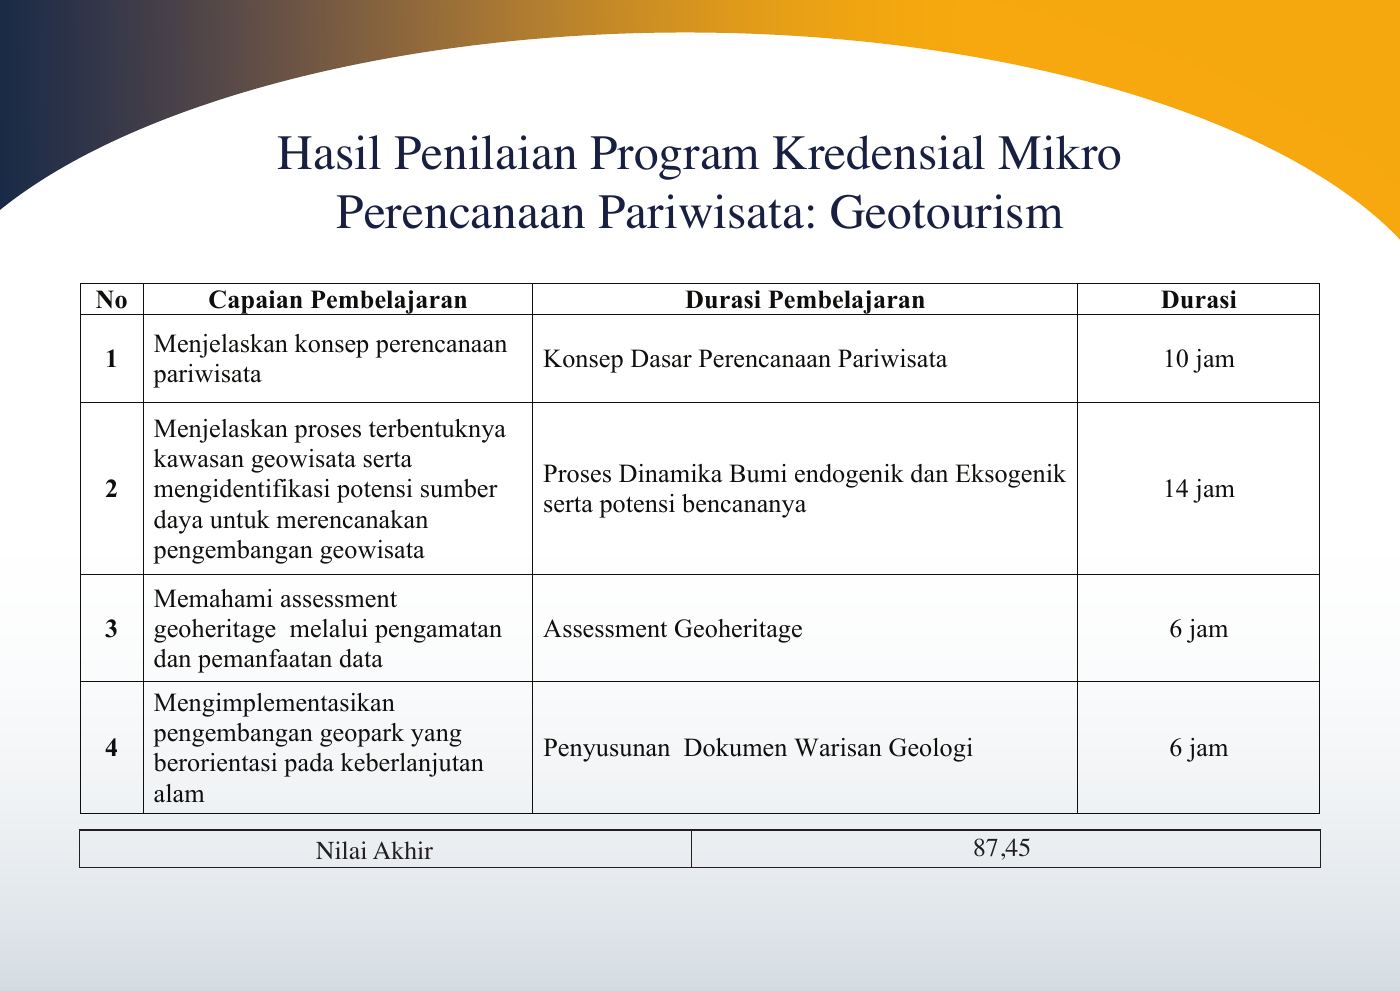 Hasil Penilaian Program Kredensial Mikro
Perencanaan Pariwisata: Geotourism
No Capaian Pembelajaran Durasi Pembelajaran Durasi
1 Menjelaskan konsep perencanaan
pariwisata
Konsep Dasar Perencanaan Pariwisata
10 jam
2 Menjelaskan proses terbentuknya
kawasan geowisata serta
mengidentifikasi potensi sumber
daya untuk merencanakan
pengembangan geowisata
Proses Dinamika Bumi endogenik dan Eksogenik
serta potensi bencananya
14 jam
3 Memahami assessment
geoheritage  melalui pengamatan
dan pemanfaatan data
Assessment Geoheritage
6 jam
4 Mengimplementasikan
pengembangan geopark yang
berorientasi pada keberlanjutan
alam
Penyusunan  Dokumen Warisan Geologi
6 jam
Nilai Akhir 87,45